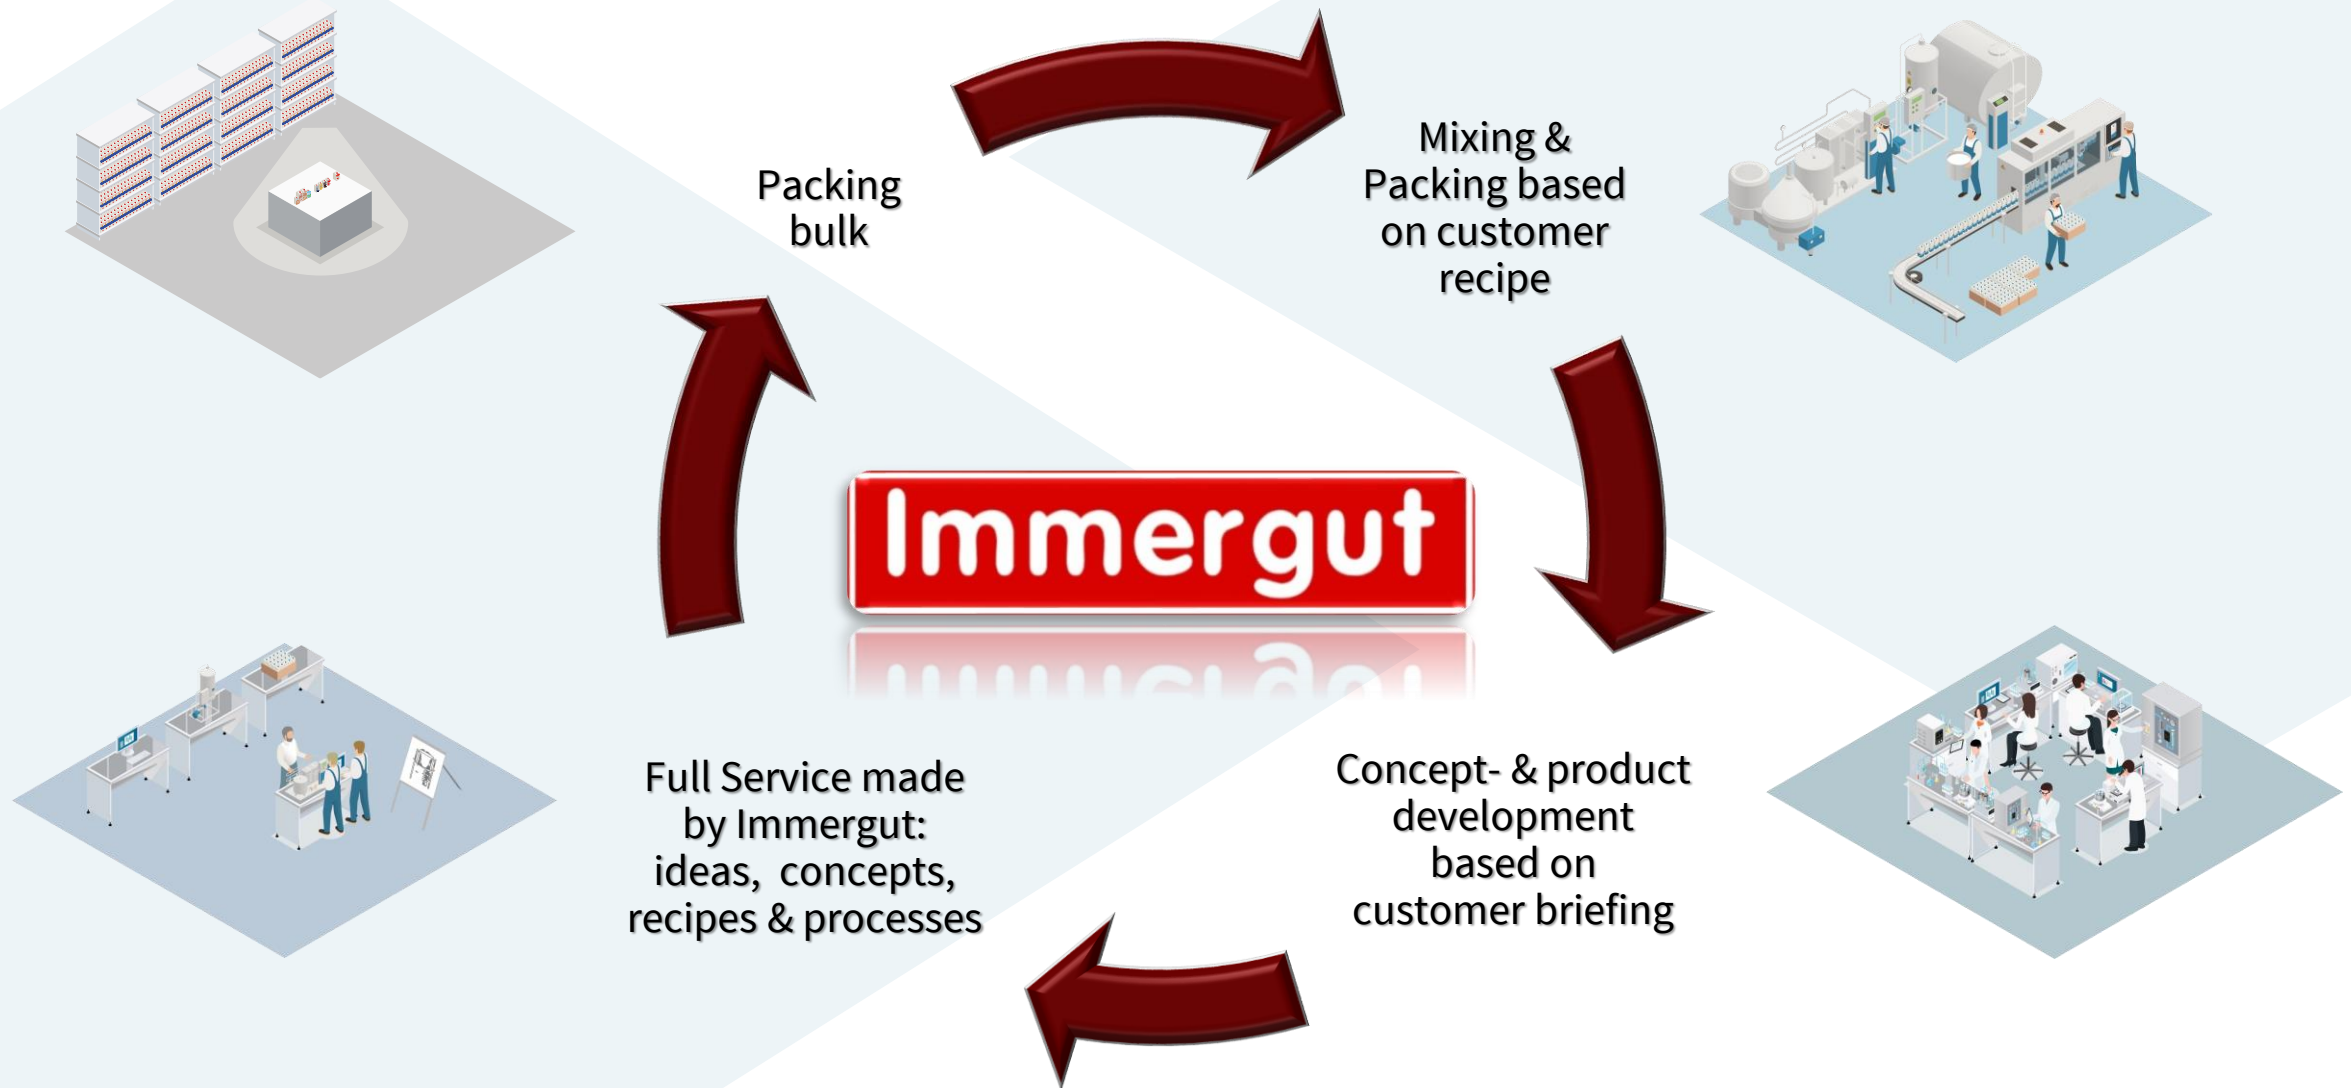 Packing
bulk
Mixing &
Packing based
on customer
recipe
Immergut
Full Service made
by Immergut:
ideas,  concepts,
recipes & processes
Concept- & product
development
based on
customer briefing